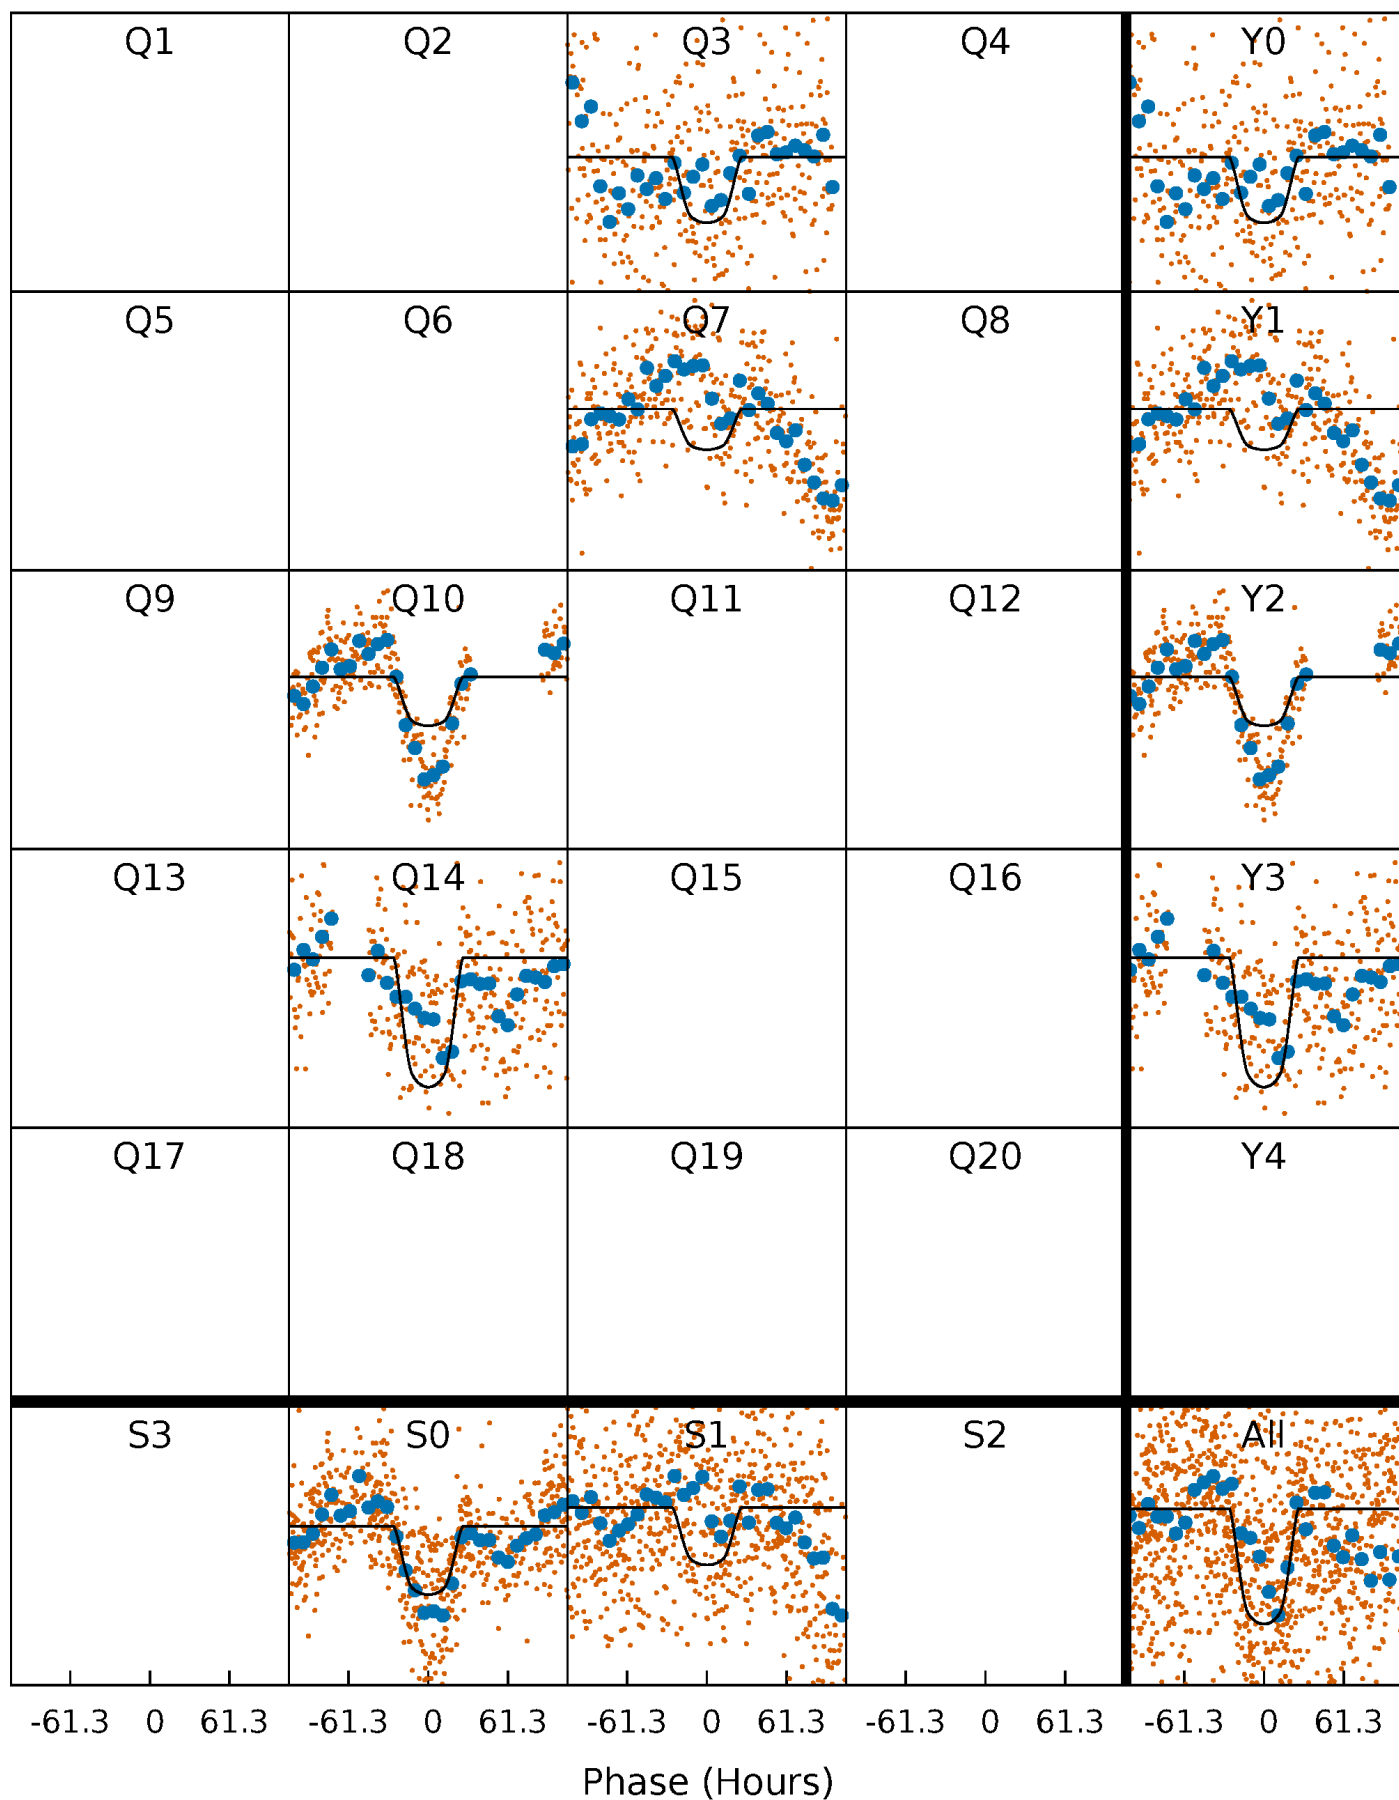 Q1 Q2 Q3 Q4 Y0
Q5 Q6 Q7 Q8 Y1
Q9 Q10 Q11 Q12 Y2
Q13 Q14 Q15 Q16 Y3
Q17 Q18 Q19 Q20 Y4
S3 S0 S1 S2 All
-61.3 0 61.3 -61.3 0 61.3 -61.3 0 61.3 -61.3 0 61.3 -61.3 0 61.3
Phase (Hours)